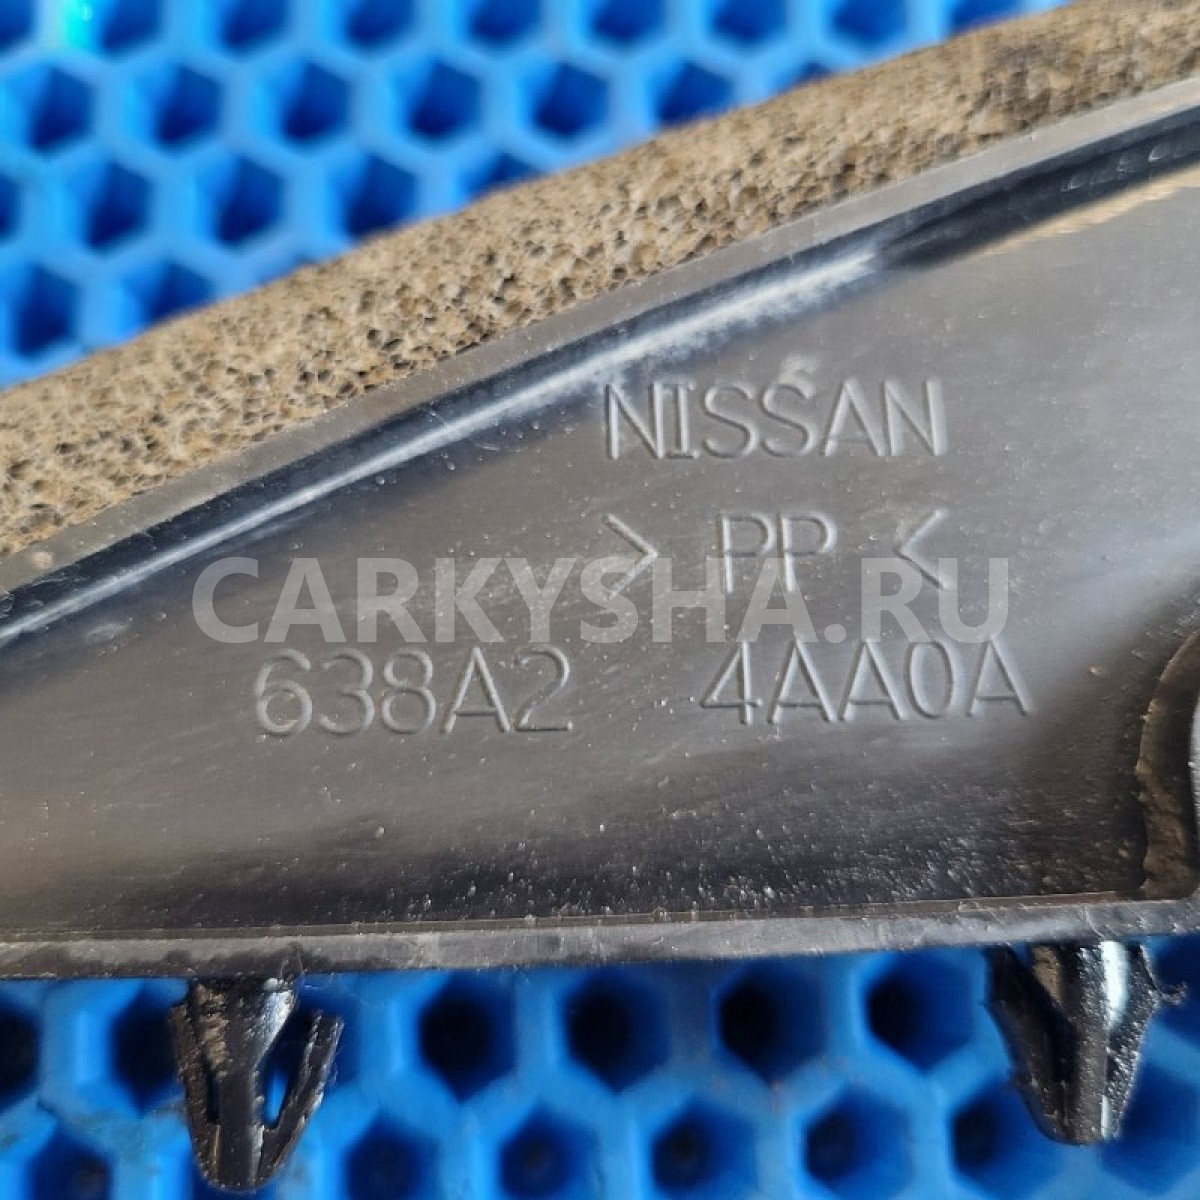 NISSAN
> PP <
CARKYSHA.RU
638A2 4AA0A